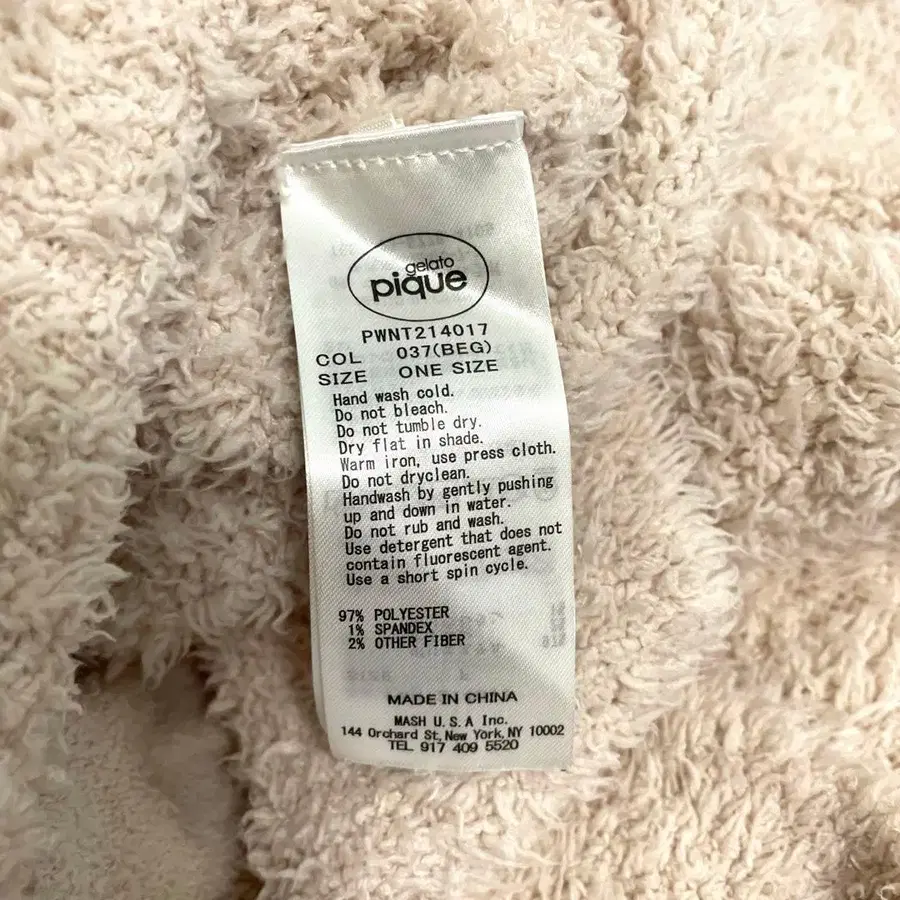 gelato
pique
PWNT214017
COL 037(BEG)
SIZE ONE SIZE
Hand wash cold.
Do not bleach.
Do not tumble dry.
Dry flat in shade.
Warm iron, use press cloth.
Do not dryclean.
Handwash by gently pushing
up and down in water.
Do not rub and wash.
Use detergent that does not
contain fluorescent agent.
Use a short spin cycle.
97% POLYESTER
1% SPANDEX
2% OTHER FIBER
MADE IN CHINA
MASH U.S.A Inc.
144 Orchard St, New York, NY 10002
TEL 917 409 5520